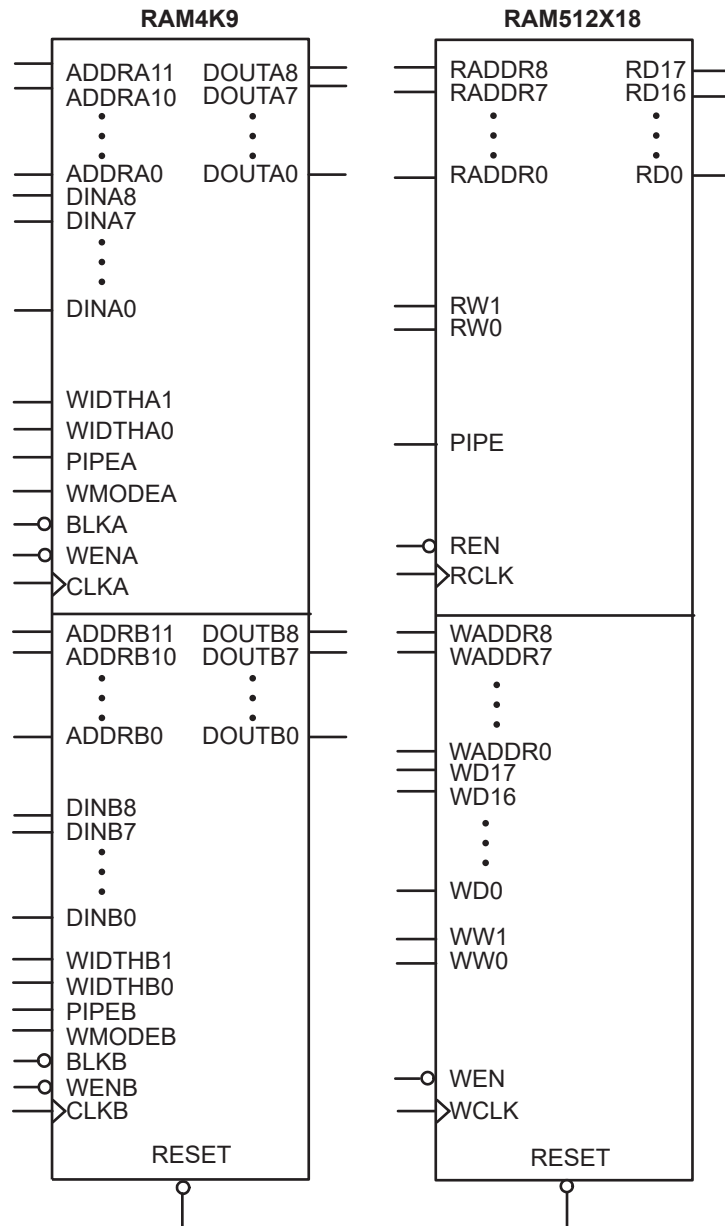 RAM4K9
ADDRA11 DOUTA8
ADDRA10 DOUTA7
ADDRA0 DOUTA0
DINA8
DINA7
DINA0
WIDTHA1
WIDTHA0
PIPEA
WMODEA
BLKA
WENA
CLKA
ADDRB11 DOUTB8
ADDRB10 DOUTB7
ADDRB0 DOUTB0
DINB8
DINB7
DINB0
WIDTHB1
WIDTHB0
PIPEB
WMODEB
BLKB
WENB
CLKB
RESET
RAM512X18
RADDR8 RD17
RADDR7 RD16
RADDR0 RD0
RW1
RW0
PIPE
REN
RCLK
WADDR8
WADDR7
WADDR0
WD17
WD16
WD0
WW1
WW0
WEN
WCLK
RESET